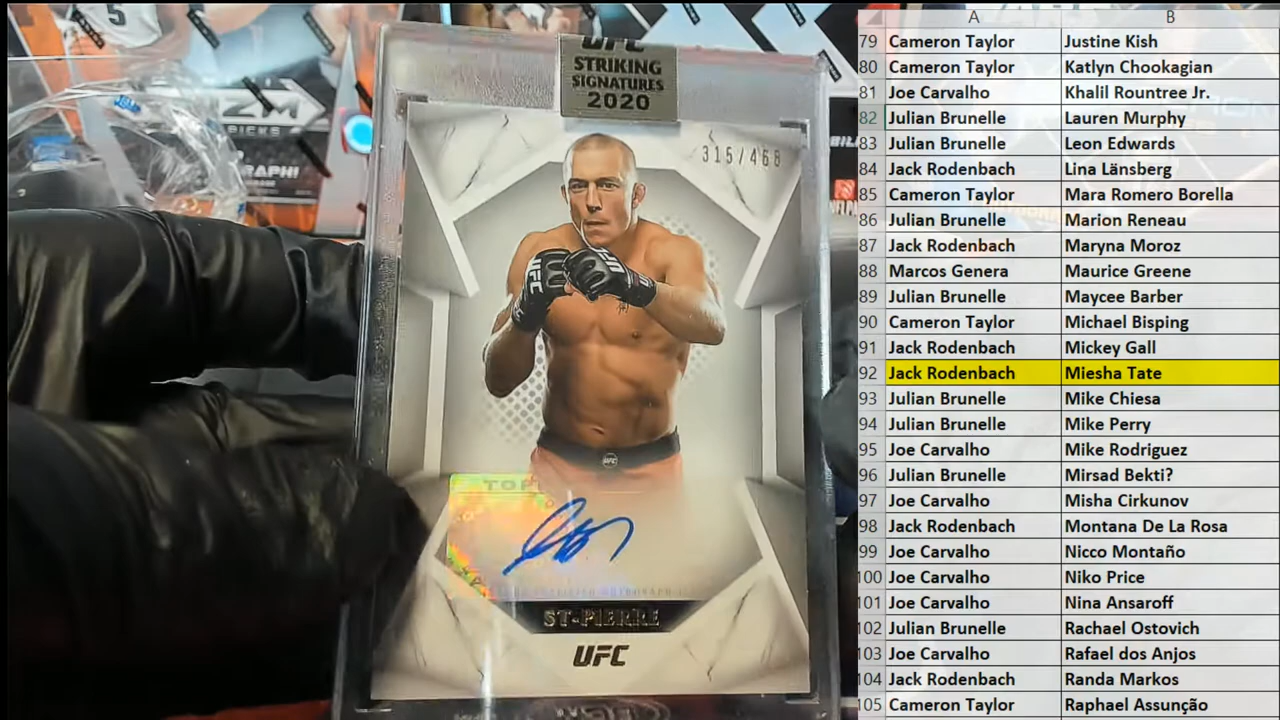 UFC
STRIKING
SIGNATURES
2020
315/468
UFC
UFC
TOP
ST-PIERRE
UFC
5
PICKS
A B
79 Cameron Taylor Justine Kish
80 Cameron Taylor Katlyn Chookagian
81 Joe Carvalho Khalil Rountree Jr.
82 Julian Brunelle Lauren Murphy
83 Julian Brunelle Leon Edwards
84 Jack Rodenbach Lina Länsberg
85 Cameron Taylor Mara Romero Borella
86 Julian Brunelle Marion Reneau
87 Jack Rodenbach Maryna Moroz
88 Marcos Genera Maurice Greene
89 Julian Brunelle Maycee Barber
90 Cameron Taylor Michael Bisping
91 Jack Rodenbach Mickey Gall
92 Jack Rodenbach Miesha Tate
93 Julian Brunelle Mike Chiesa
94 Julian Brunelle Mike Perry
95 Joe Carvalho Mike Rodriguez
96 Julian Brunelle Mirsad Bekti?
97 Joe Carvalho Misha Cirkunov
98 Jack Rodenbach Montana De La Rosa
99 Joe Carvalho Nicco Montaño
100 Joe Carvalho Niko Price
101 Joe Carvalho Nina Ansaroff
102 Julian Brunelle Rachael Ostovich
103 Joe Carvalho Rafael dos Anjos
104 Jack Rodenbach Randa Markos
105 Cameron Taylor Raphael Assunção